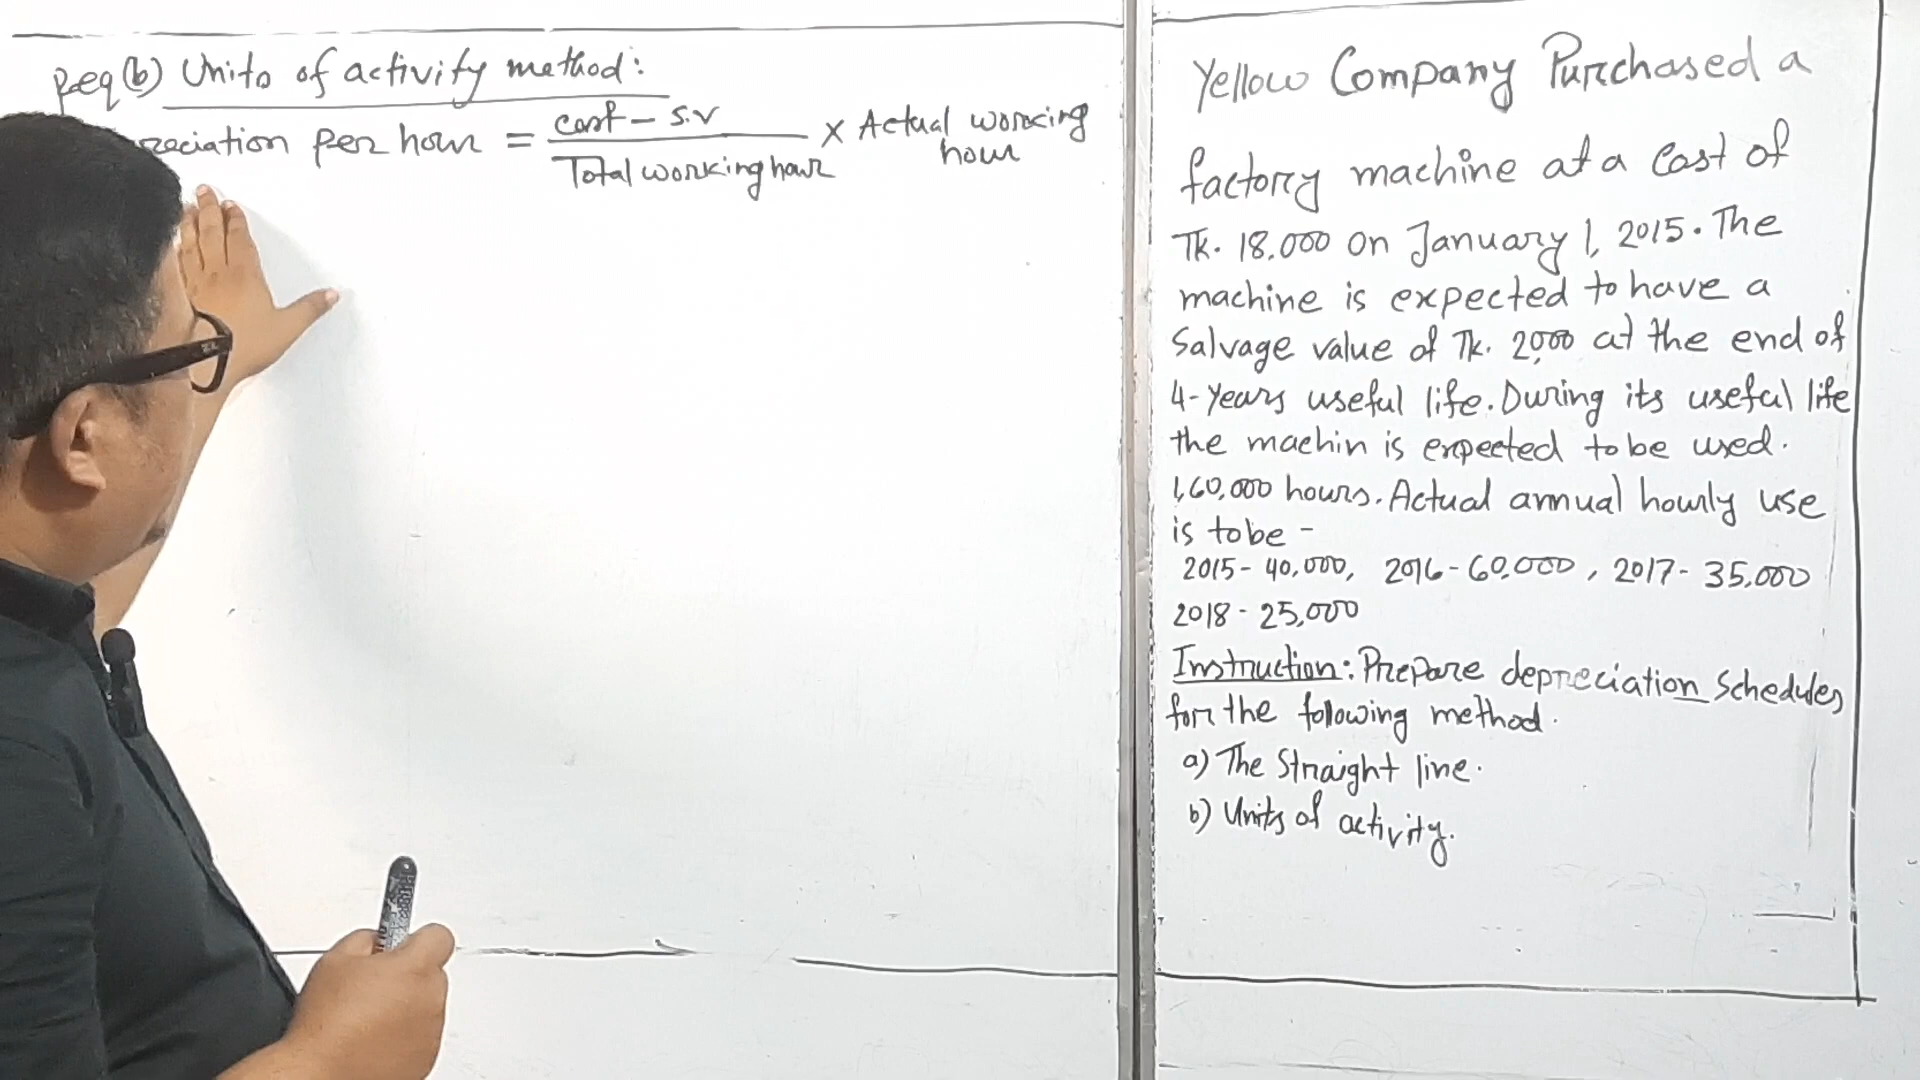 Req (b) Units of activity method:
reciation per hour = cost - s.v / Total working hour × Actual working hour
Yellow Company Purchased a
factory machine at a cost of
Tk. 18,000 on January 1, 2015. The
machine is expected to have a
Salvage value of Tk. 2,000 at the end of
4-years useful life. During its useful life
the machin is expected to be used.
1,60,000 hours. Actual annual hourly use
is to be -
2015 - 40,000, 2016 - 60,000, 2017 - 35,000
2018 - 25,000
Instruction: Prepare depreciation Schedules
for the folowing method.
a) The Straight line.
b) Units of activity.